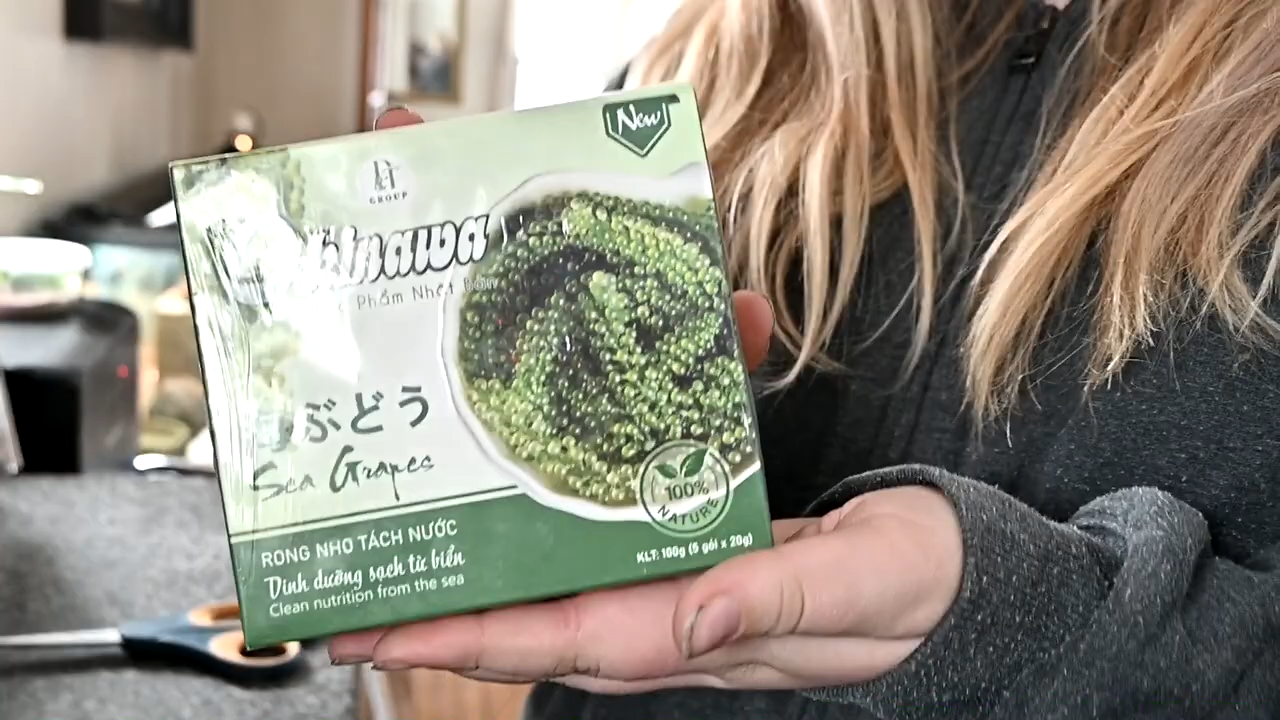 New
GROUP
Phẩm Nhật Bản
ぶどう
Sea Grapes
100%
NATURE
RONG NHO TÁCH NƯỚC
Dinh dưỡng sạch từ biển
Clean nutrition from the sea
KLT: 100g (5 gói x 20g)